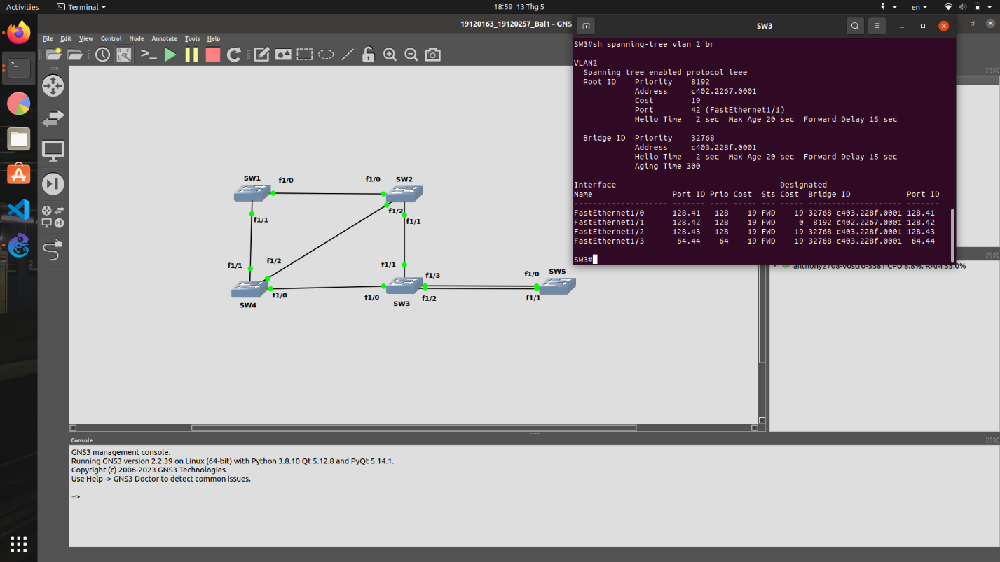 Activities
Terminal
18:59 13 Thg 5
en
19120163_19120257_Bai1 - GNS
File Edit View Control Node Annotate Tools Help
SW3
SW3#sh spanning-tree vlan 2 br
VLAN2
Spanning tree enabled protocol ieee
Root ID Priority 8192
Address c402.2267.0001
Cost 19
Port 42 (FastEthernet1/1)
Hello Time 2 sec Max Age 20 sec Forward Delay 15 sec
Bridge ID Priority 32768
Address c403.228f.0001
Hello Time 2 sec Max Age 20 sec Forward Delay 15 sec
Aging Time 300
Interface Designated
Name Port ID Prio Cost Sts Cost Bridge ID Port ID
-------------------- ------- ---- ----- --- ----- -------------------- -------
FastEthernet1/0 128.41 128 19 FWD 19 32768 c403.228f.0001 128.41
FastEthernet1/1 128.42 128 19 FWD 0 8192 c402.2267.0001 128.42
FastEthernet1/2 128.43 128 19 FWD 19 32768 c403.228f.0001 128.43
FastEthernet1/3 64.44 64 19 FWD 19 32768 c403.228f.0001 64.44
SW3#
anthony2708-Vostro-5581 CPU 8.8%, RAM 55.0%
SW1
f1/0
f1/0
SW2
f1/1
f1/2
f1/1
f1/1
f1/2
f1/1
f1/3
f1/0
SW5
SW4
f1/0
f1/0
SW3
f1/2
f1/1
Console
GNS3 management console.
Running GNS3 version 2.2.39 on Linux (64-bit) with Python 3.8.10 Qt 5.12.8 and PyQt 5.14.1.
Copyright (c) 2006-2023 GNS3 Technologies.
Use Help -> GNS3 Doctor to detect common issues.
=>